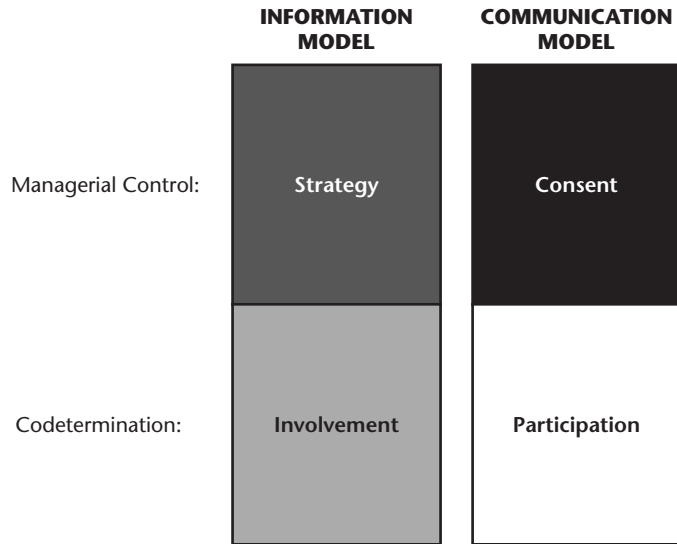 INFORMATION
MODEL
COMMUNICATION
MODEL
Managerial Control:
Strategy
Consent
Codetermination:
Involvement
Participation